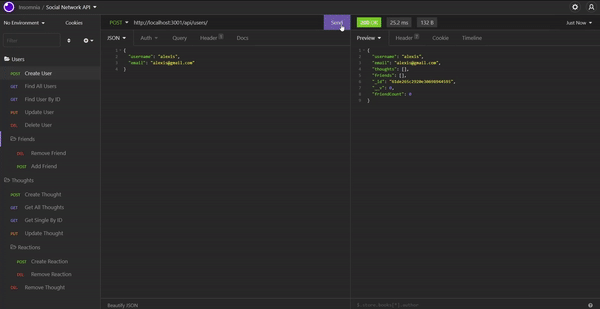 Insomnia / Social Network API
No Environment Cookies
POST http://localhost:3001/api/users/ Send
200 OK 25.2 ms 132 B Just Now
Filter
JSON Auth Query Header Docs
Preview Header Cookie Timeline
Users
POST Create User
GET Find All Users
GET Find User By ID
PUT Update User
DEL Delete User
Friends
DEL Remove Friend
POST Add Friend
Thoughts
POST Create Thought
GET Get All Thoughts
GET Get Single By ID
PUT Update Thought
Reactions
POST Create Reaction
DEL Remove Reaction
DEL Remove Thought
1 {
2 "username": "alexis",
3 "email": "alexis@gmail.com"
4 }
1 {
2 "username": "alexis",
3 "email": "alexis@gmail.com",
4 "thoughts": [],
5 "friends": [],
6 "_id":
7 "__v": 0,
8 "friendCount": 0
9 }
Beautify JSON